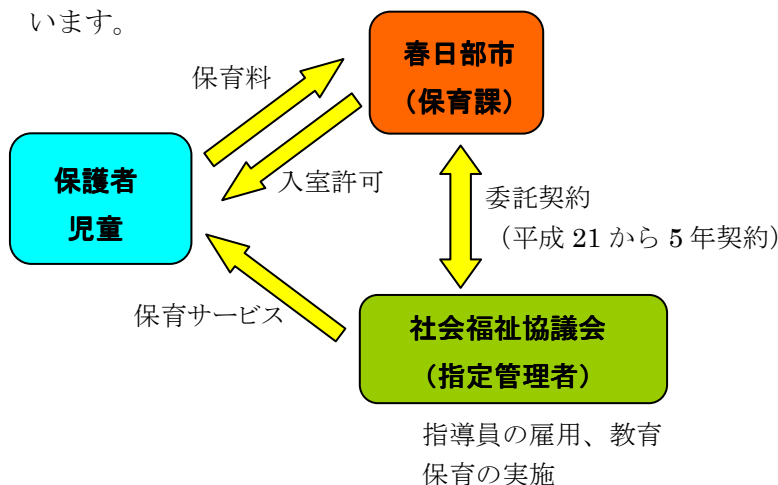 います。
春日部市
（保育課）
保育料
入室許可
保護者
児童
委託契約
（平成 21 から 5 年契約）
保育サービス
社会福祉協議会
（指定管理者）
指導員の雇用、教育
保育の実施